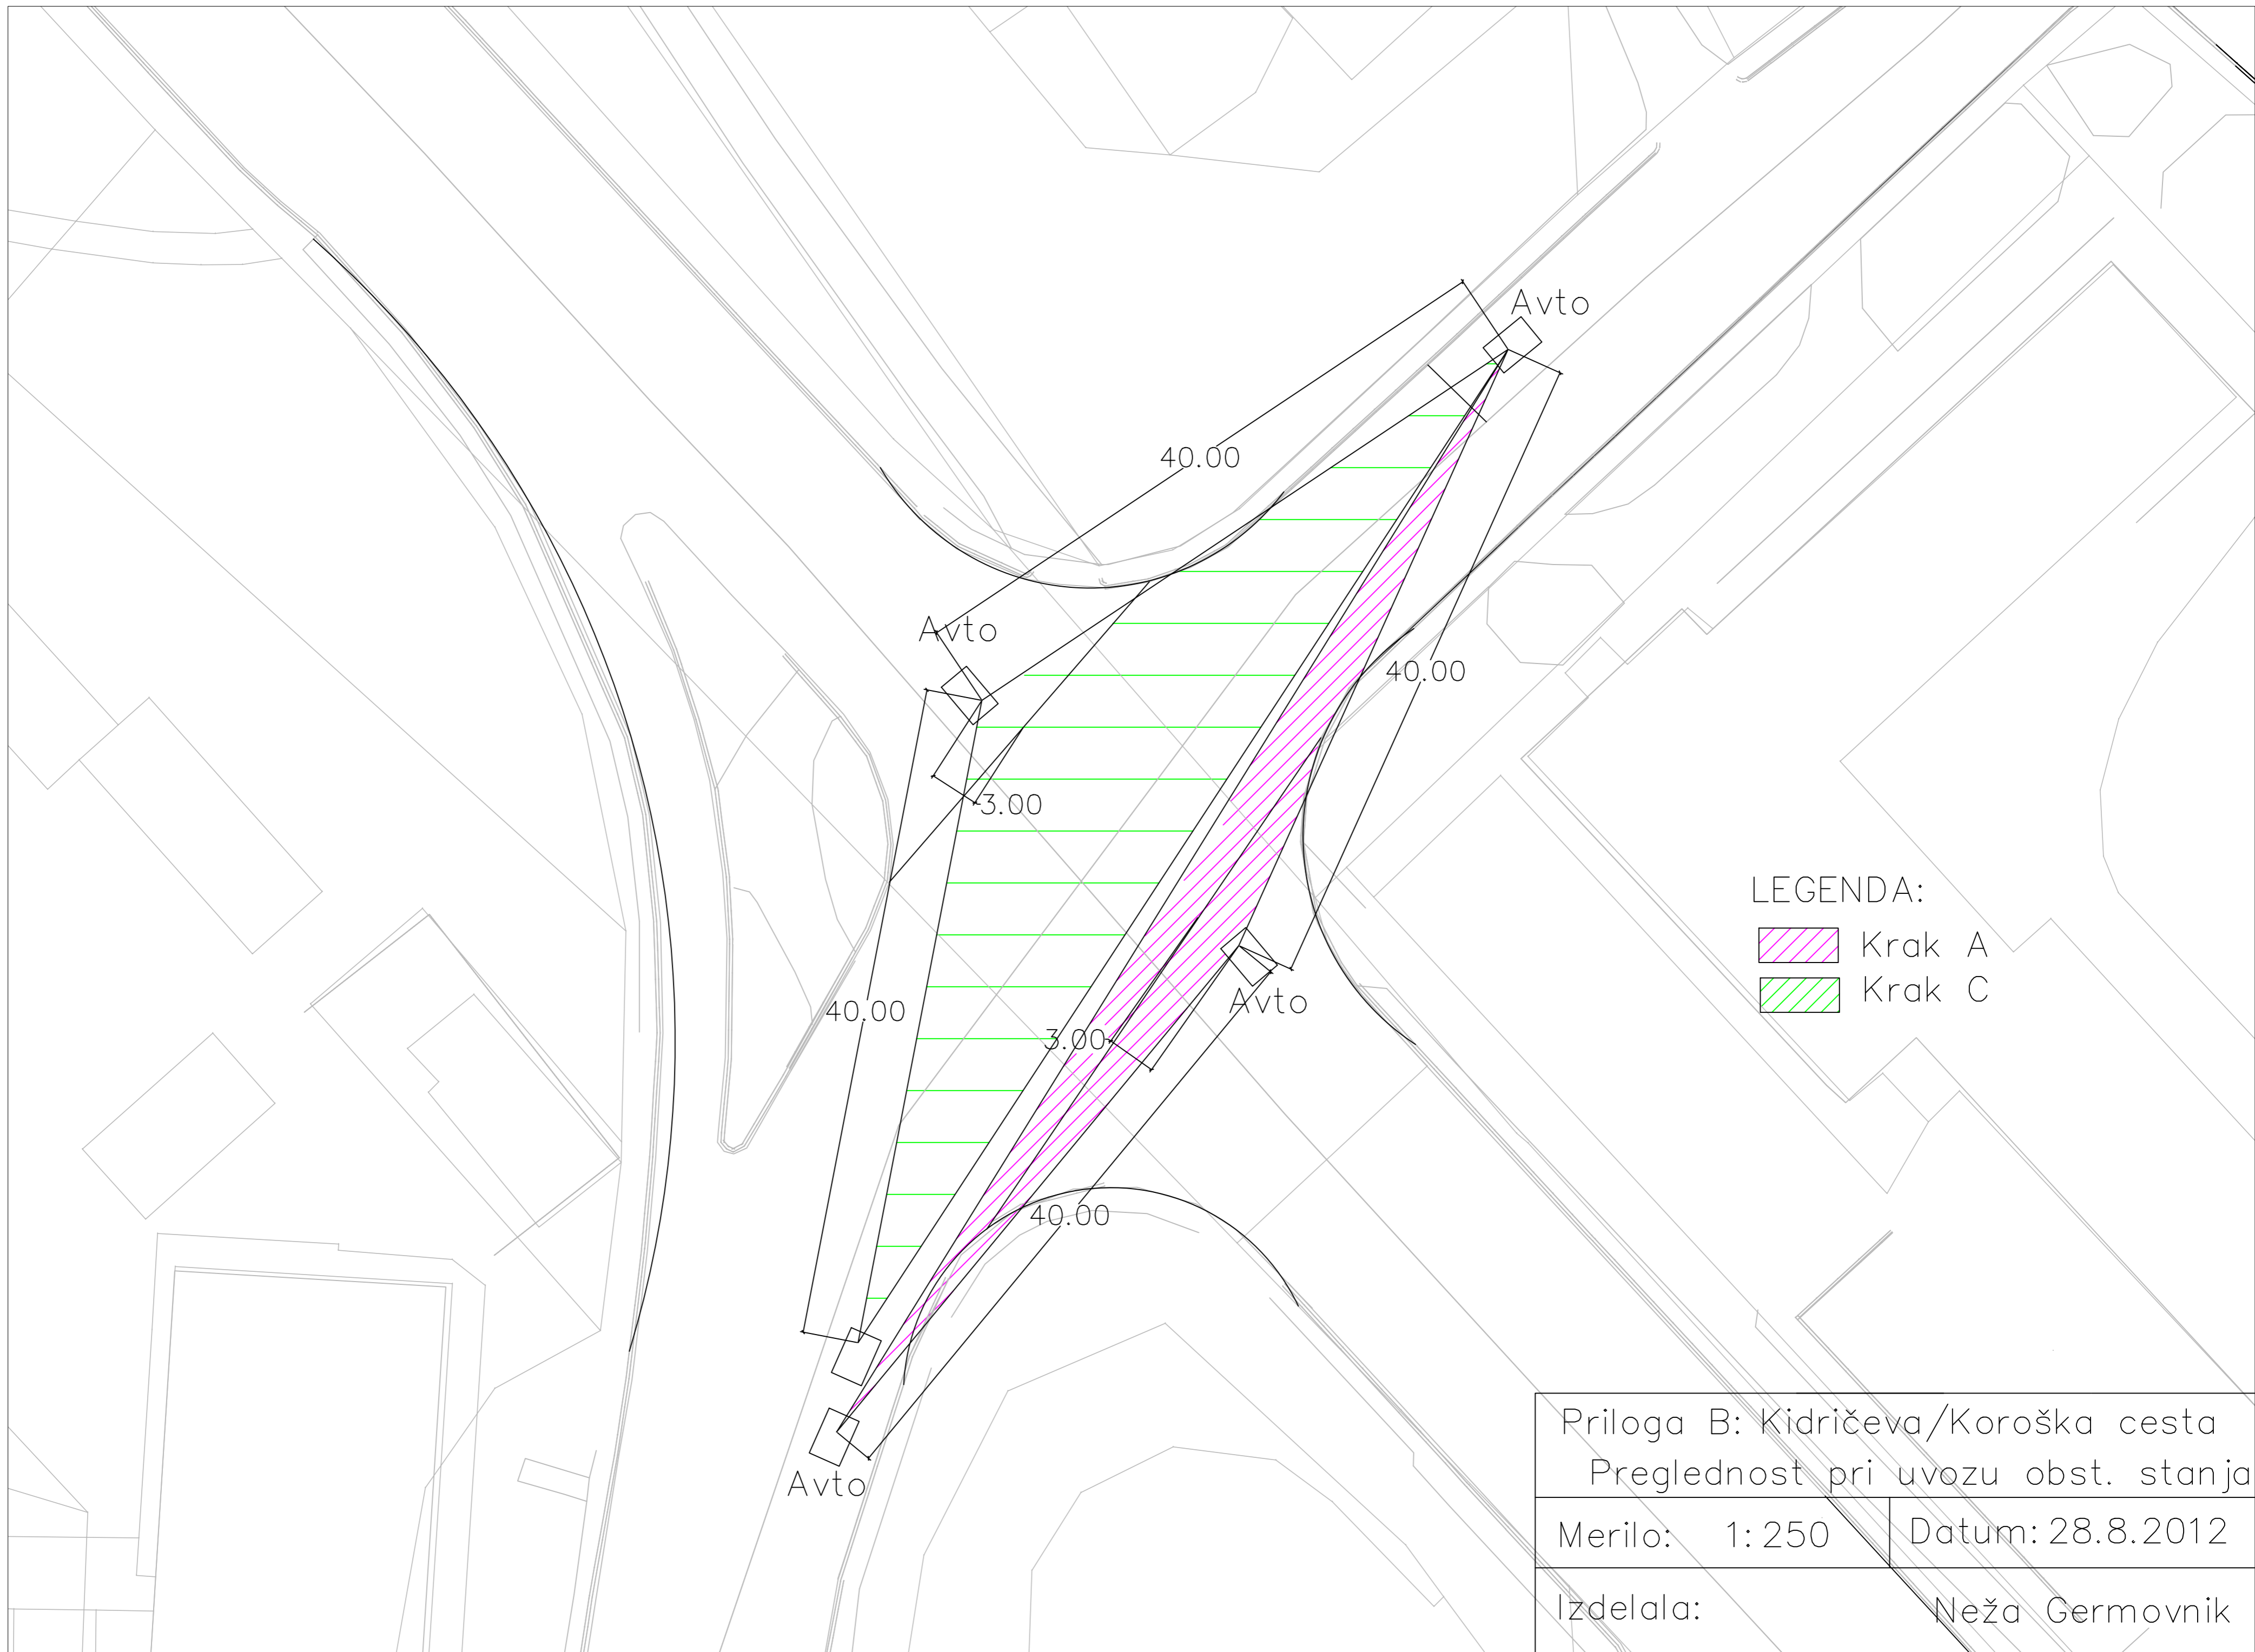 Avto
40.00
Avto
40.00
3.00
LEGENDA:
Krak A
Krak C
40.00
Avto
3.00
40.00
Avto
Priloga B: Kidričeva/Koroška cesta
Preglednost pri uvozu obst. stanja
Merilo: 1:250
Datum: 28.8.2012
Izdelala: Neža Germovnik